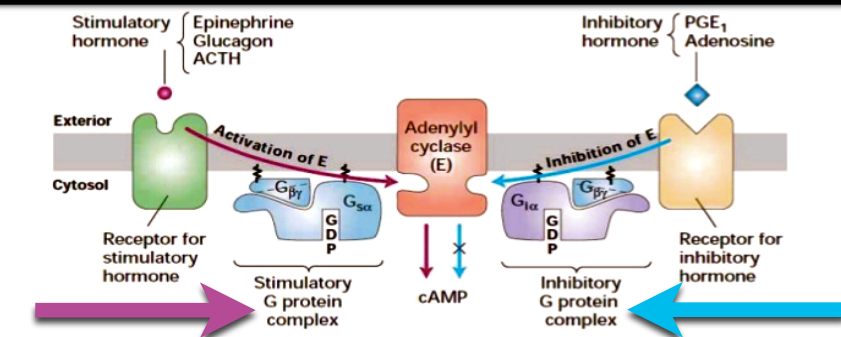 Stimulatory
hormone
Epinephrine
Glucagon
ACTH
Inhibitory
hormone
PGE₁
Adenosine
Exterior
Cytosol
Activation of E
Adenylyl
cyclase
(E)
Inhibition of E
Gβγ
Gsα
GDP
GIα
GDP
Gβγ
Receptor for
stimulatory
hormone
Stimulatory
G protein
complex
cAMP
Inhibitory
G protein
complex
Receptor for
inhibitory
hormone